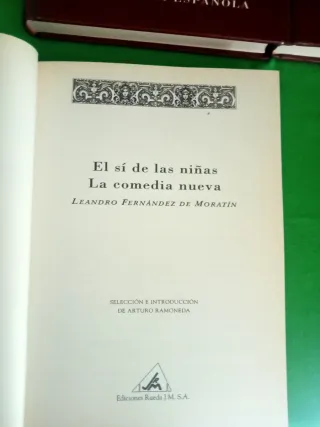 ESPAÑOLA
El sí de las niñas
La comedia nueva
LEANDRO FERNÁNDEZ DE MORATÍN
SELECCIÓN E INTRODUCCIÓN
DE ARTURO RAMONEDA
Ediciones Rueda J.M. S.A.